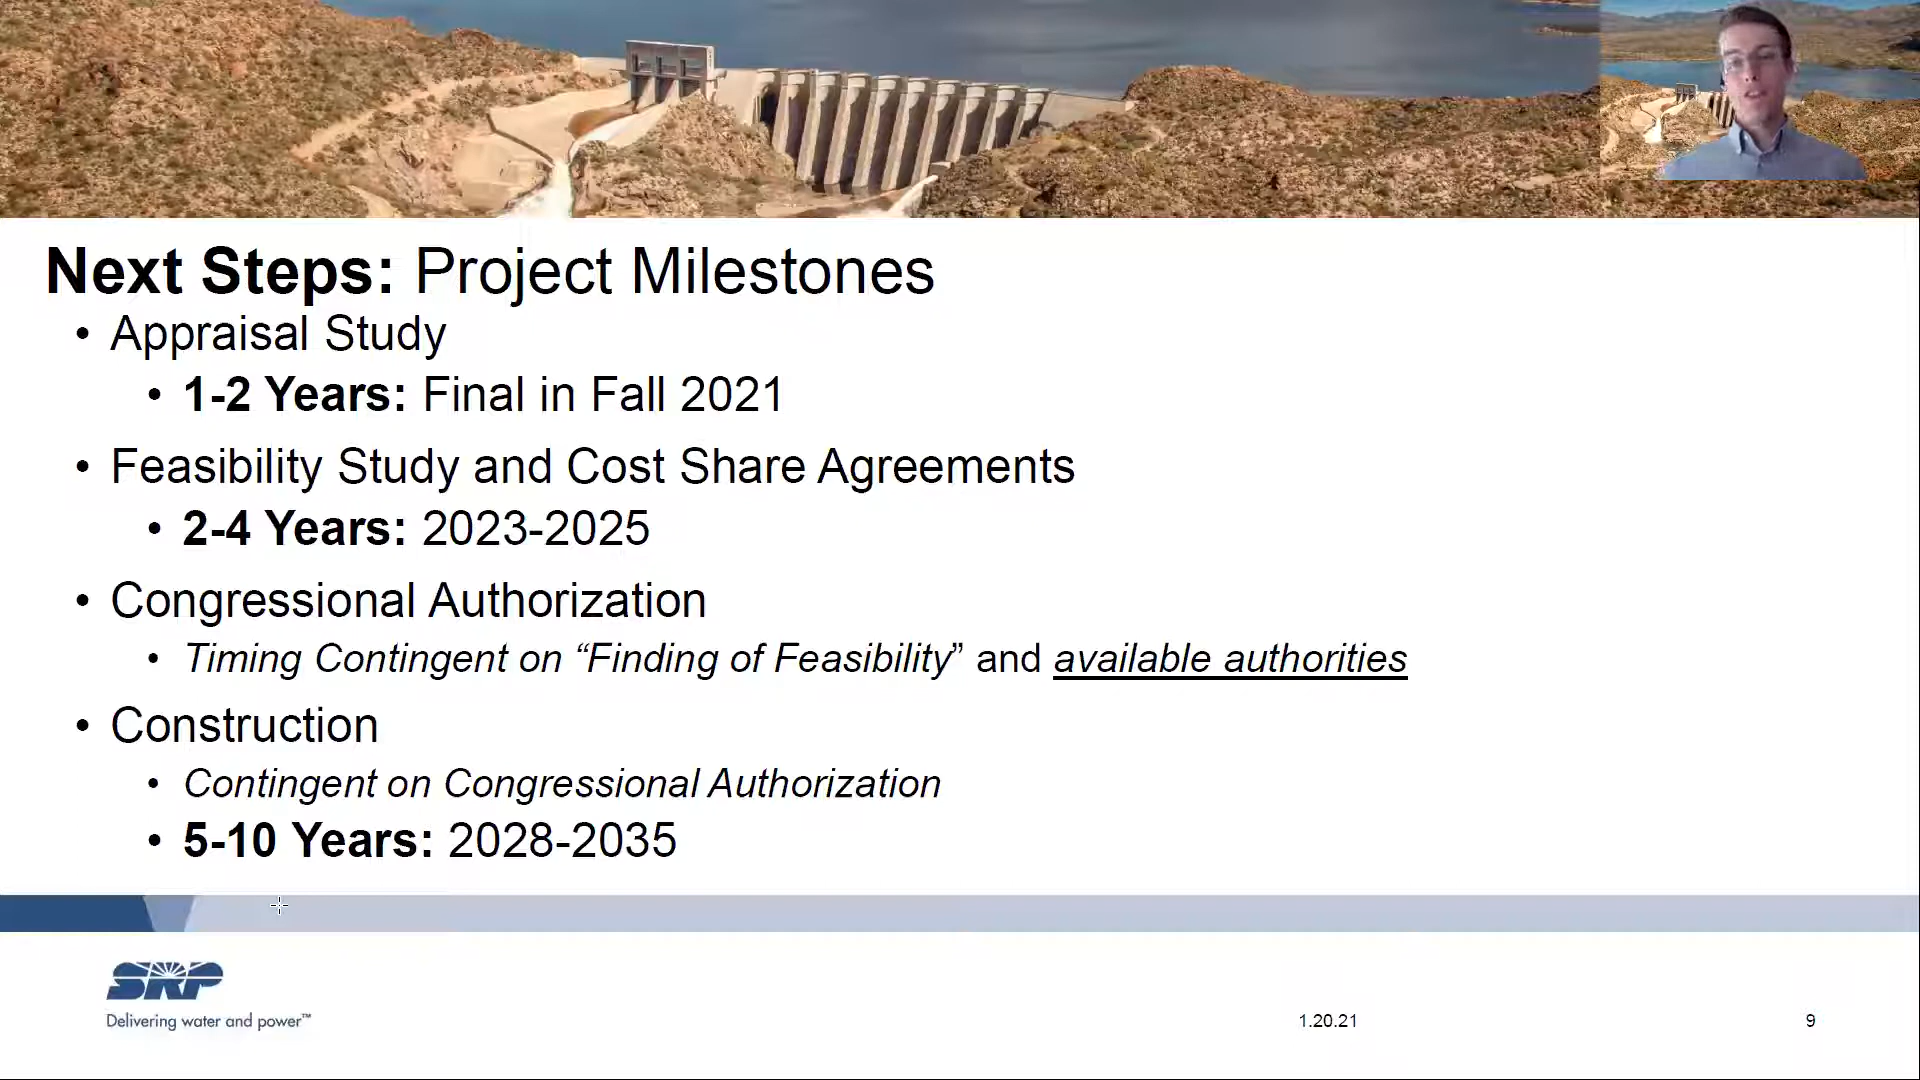 Next Steps: Project Milestones
• Appraisal Study
• 1-2 Years: Final in Fall 2021
• Feasibility Study and Cost Share Agreements
• 2-4 Years: 2023-2025
• Congressional Authorization
• Timing Contingent on “Finding of Feasibility” and available authorities
• Construction
• Contingent on Congressional Authorization
• 5-10 Years: 2028-2035
SRP
Delivering water and power™
1.20.21
9